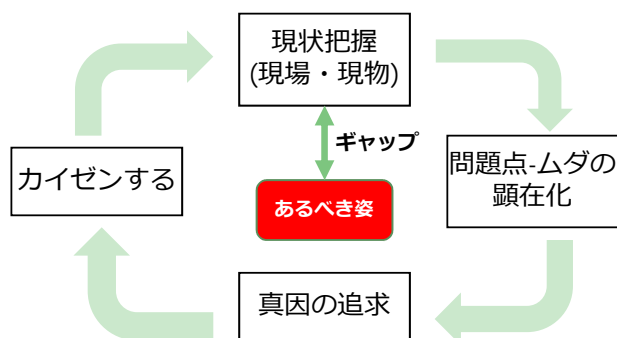 現状把握
(現場・現物)
ギャップ
カイゼンする
問題点-ムダの
顕在化
あるべき姿
真因の追求